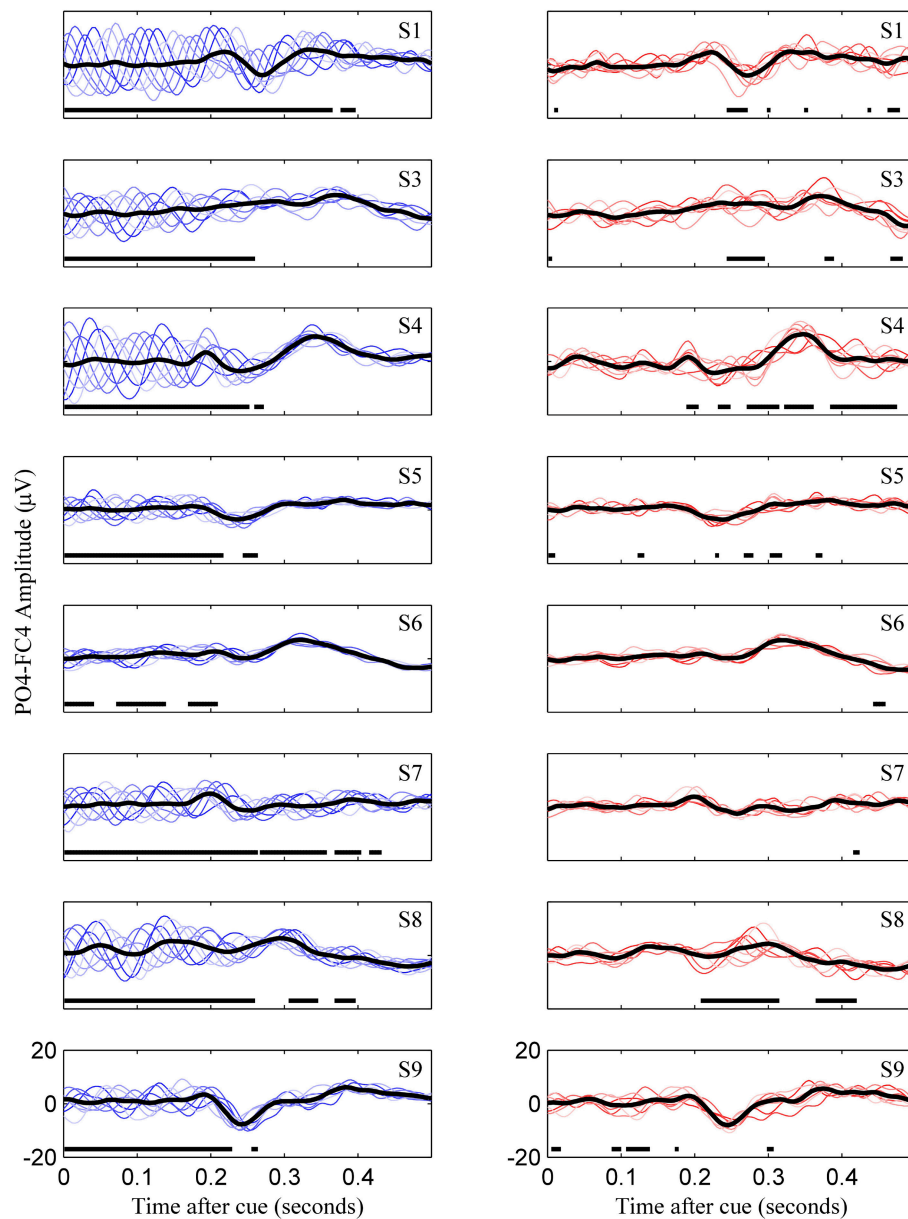 S1 S1
S3 S3
S4 S4
S5 S5
S6 S6
S7 S7
S8 S8
S9 S9
PO4-FC4 Amplitude (μV)
20 20
0 0
-20 -20
0 0.1 0.2 0.3 0.4 0 0.1 0.2 0.3 0.4
Time after cue (seconds) Time after cue (seconds)